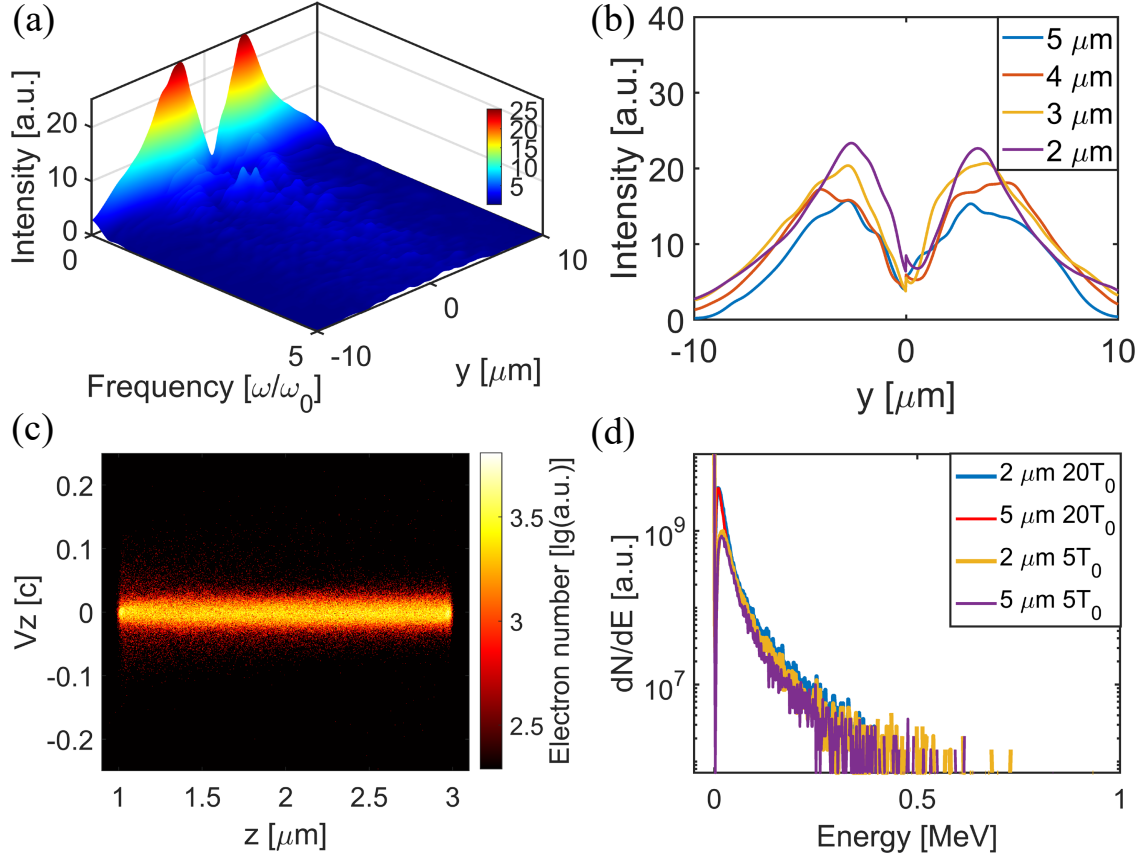 (a)
Intensity [a.u.]
20
10
0
0
5
Frequency [ω/ω0]
-10
0
10
y [μm]
25
20
15
10
5
(b)
Intensity [a.u.]
40
30
20
10
0
-10
0
10
y [μm]
5 μm
4 μm
3 μm
2 μm
(c)
Vz [c]
0.2
0.1
0
-0.1
-0.2
1
1.5
2
2.5
3
z [μm]
3.5
3
2.5
Electron number [lg(a.u.)]
(d)
dN/dE [a.u.]
10^9
10^7
0
0.5
1
Energy [MeV]
2 μm 20T0
5 μm 20T0
2 μm 5T0
5 μm 5T0